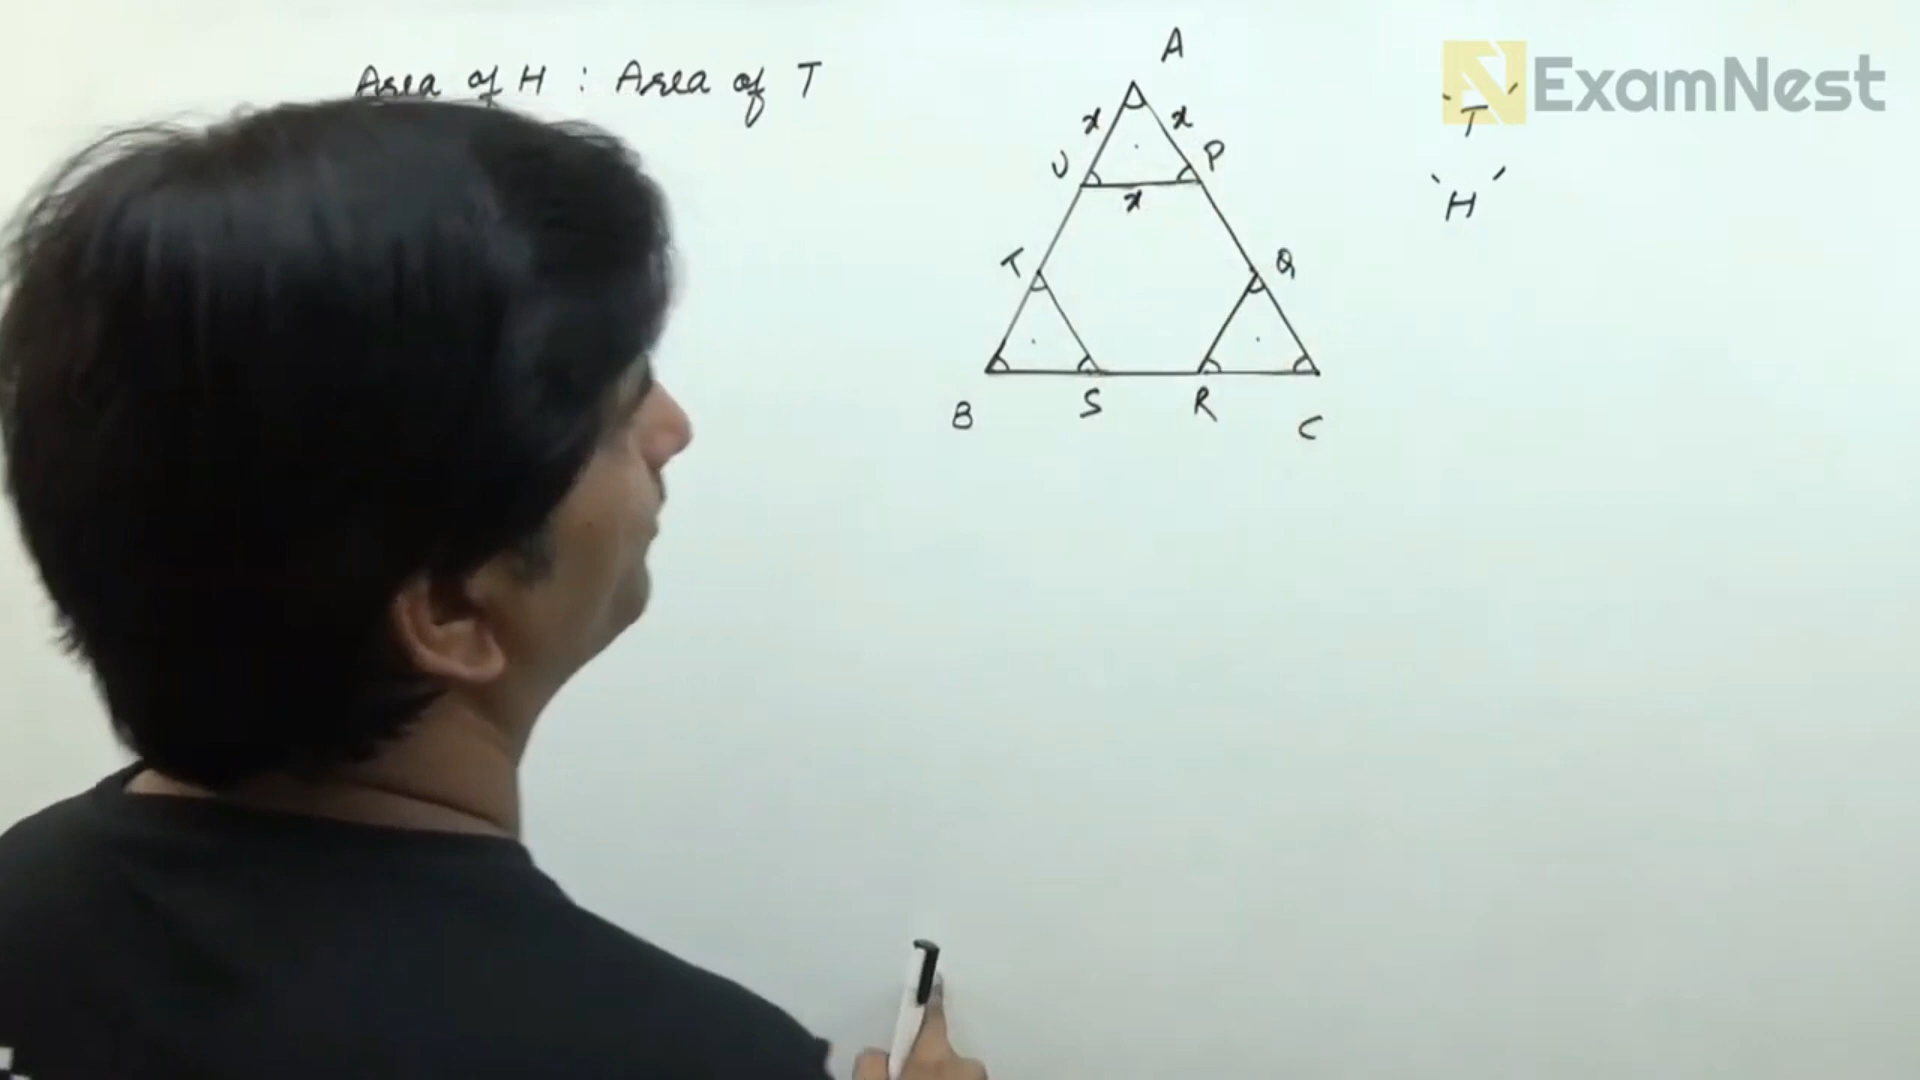 Area of H : Area of T
ExamNest
'T'
'H'
A
x
x
U
P
x
T
Q
B
S
R
C